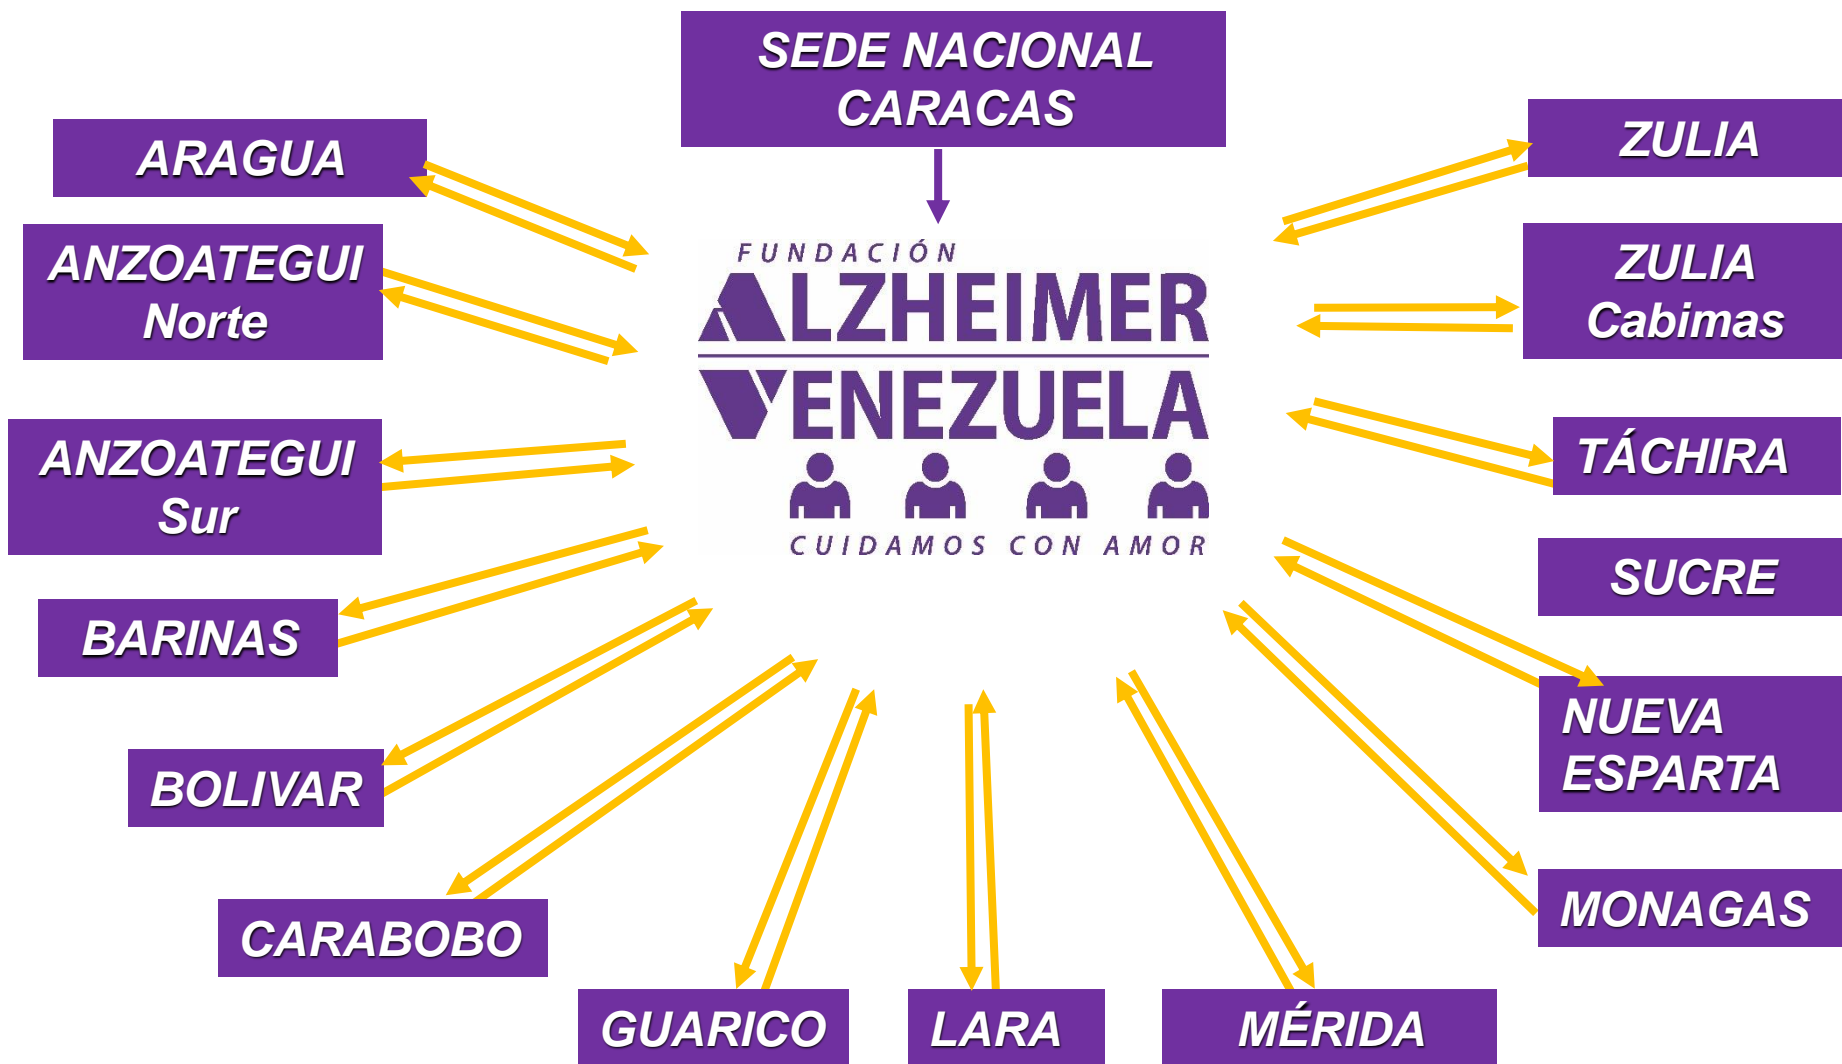 SEDE NACIONAL
CARACAS
ARAGUA
ANZOATEGUI
Norte
ANZOATEGUI
Sur
BARINAS
BOLIVAR
CARABOBO
GUARICO
LARA
MÉRIDA
FUNDACIÓN
ALZHEIMER
VENEZUELA
CUIDAMOS CON AMOR
ZULIA
ZULIA
Cabimas
TÁCHIRA
SUCRE
NUEVA
ESPARTA
MONAGAS